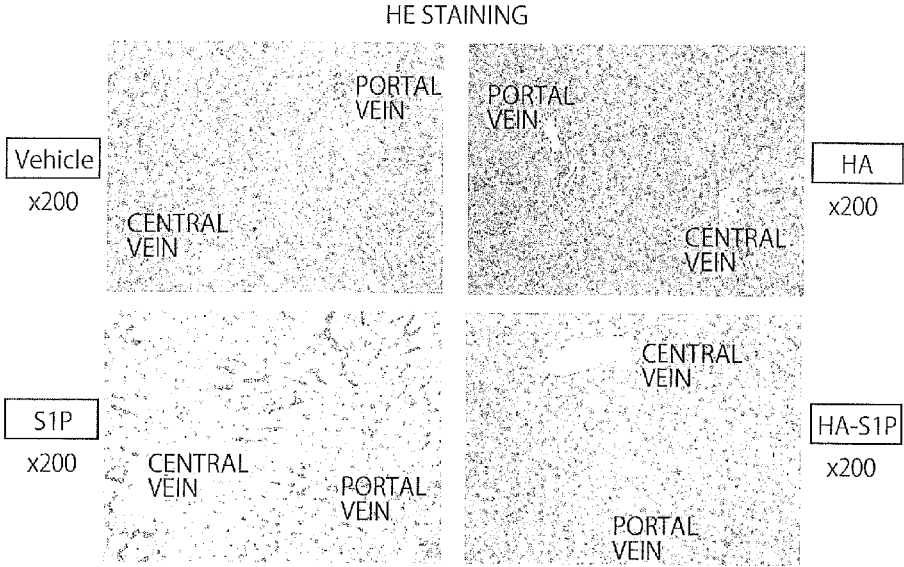 HE STAINING
Vehicle
x200
PORTAL
VEIN
CENTRAL
VEIN
PORTAL
VEIN
CENTRAL
VEIN
HA
x200
S1P
x200
CENTRAL
VEIN
PORTAL
VEIN
CENTRAL
VEIN
PORTAL
VEIN
HA-S1P
x200